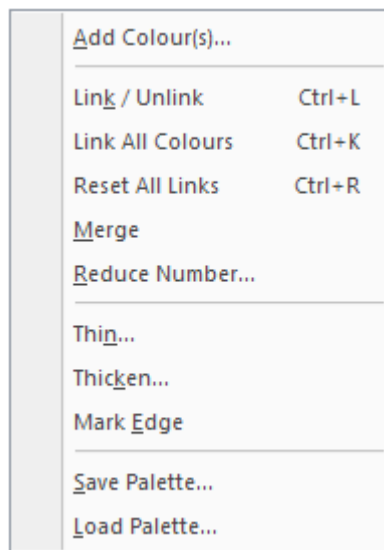 Add Colour(s)...
Link / Unlink Ctrl+L
Link All Colours Ctrl+K
Reset All Links Ctrl+R
Merge
Reduce Number...
Thin...
Thicken...
Mark Edge
Save Palette...
Load Palette...